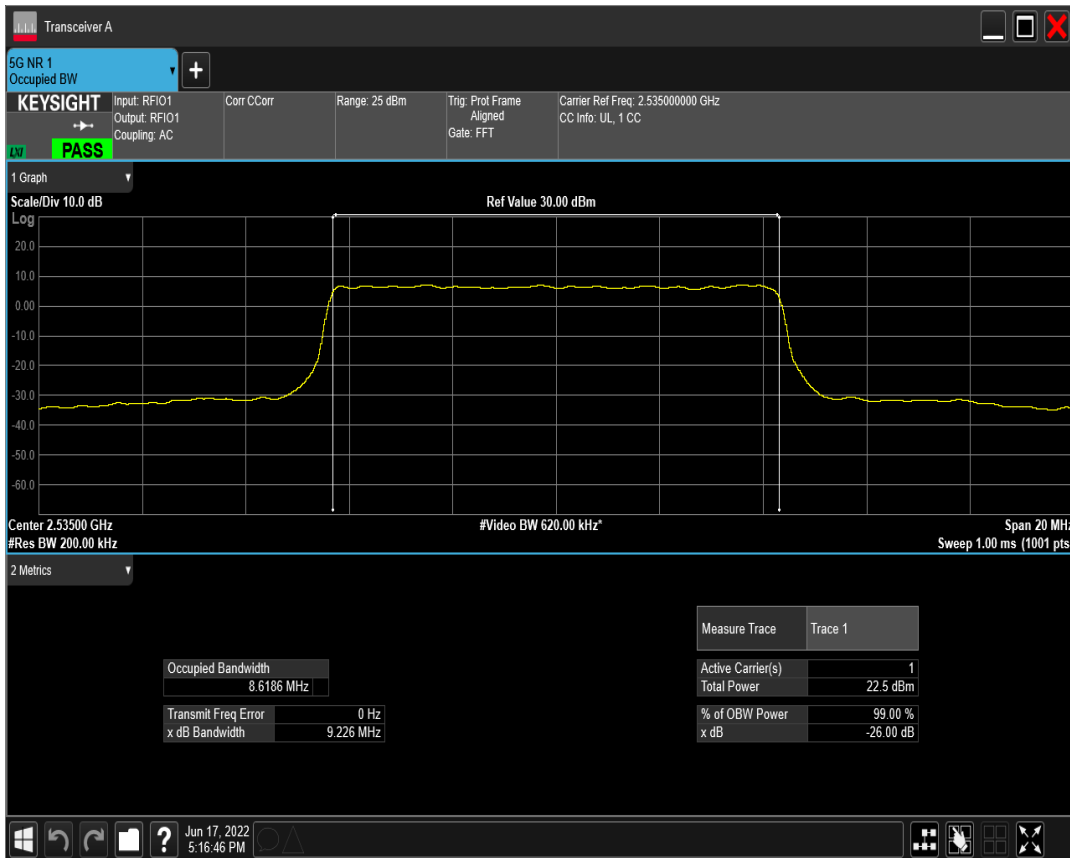 Transceiver A
5G NR 1
Occupied BW
+
KEYSIGHT
LXI
PASS
Input: RFIO1
Output: RFIO1
Coupling: AC
Corr CCorr
Range: 25 dBm
Trig: Prot Frame
Aligned
Gate: FFT
Carrier Ref Freq: 2.535000000 GHz
CC Info: UL, 1 CC
1 Graph
Scale/Div 10.0 dB
Ref Value 30.00 dBm
Log
20.0
10.0
0.00
-10.0
-20.0
-30.0
-40.0
-50.0
-60.0
Center 2.53500 GHz
#Video BW 620.00 kHz*
Span 20 MHz
#Res BW 200.00 kHz
Sweep 1.00 ms (1001 pts
2 Metrics
Measure Trace Trace 1
Occupied Bandwidth
8.6186 MHz
Active Carrier(s) 1
Total Power 22.5 dBm
Transmit Freq Error 0 Hz
x dB Bandwidth 9.226 MHz
% of OBW Power 99.00 %
x dB -26.00 dB
?
Jun 17, 2022
5:16:46 PM